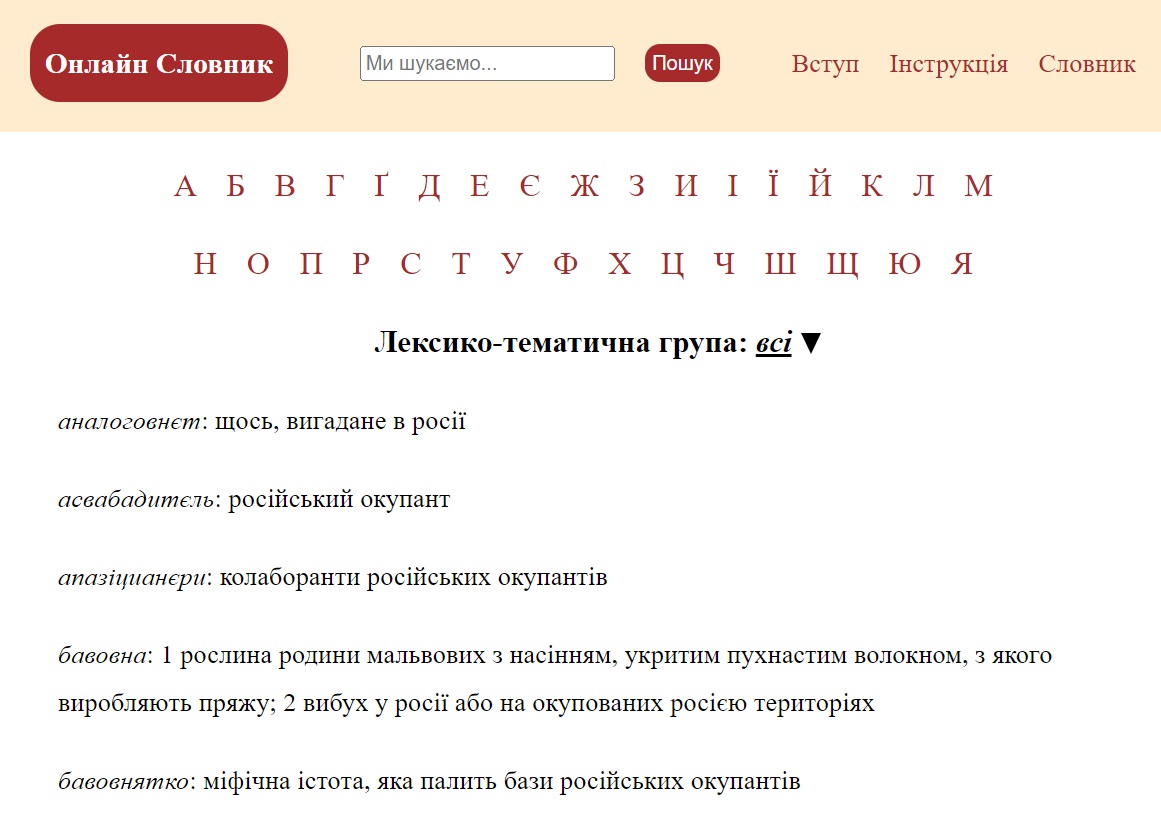 Онлайн Словник Ми шукаємо... Пошук Вступ Інструкція Словник
А Б В Г Ґ Д Е Є Ж З И І Ї Й К Л М
Н О П Р С Т У Ф Х Ц Ч Ш Щ Ю Я
Лексико-тематична група: всі ▼
аналоговнєт: щось, вигадане в росії
асвабадитєль: російський окупант
апазіцианєри: колаборанти російських окупантів
бавовна: 1 рослина родини мальвових з насінням, укритим пухнастим волокном, з якого
виробляють пряжу; 2 вибух у росії або на окупованих росією територіях
бавовнятко: міфічна істота, яка палить бази російських окупантів